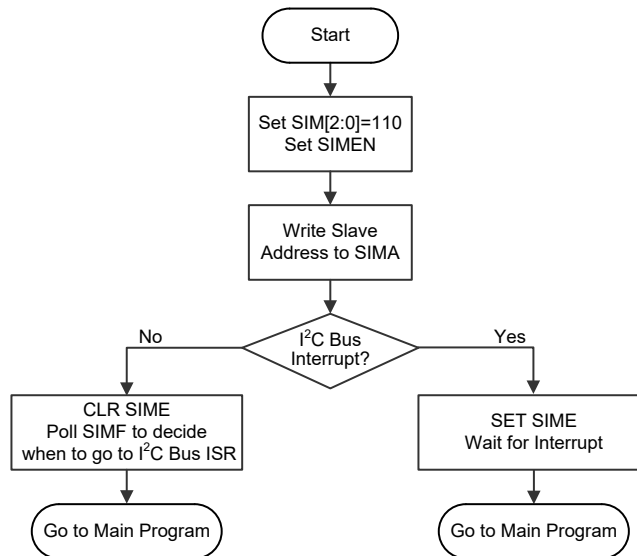 Start
Set SIM[2:0]=110
Set SIMEN
Write Slave
Address to SIMA
I²C Bus
Interrupt?
No
Yes
CLR SIME
Poll SIMF to decide
when to go to I²C Bus ISR
SET SIME
Wait for Interrupt
Go to Main Program
Go to Main Program